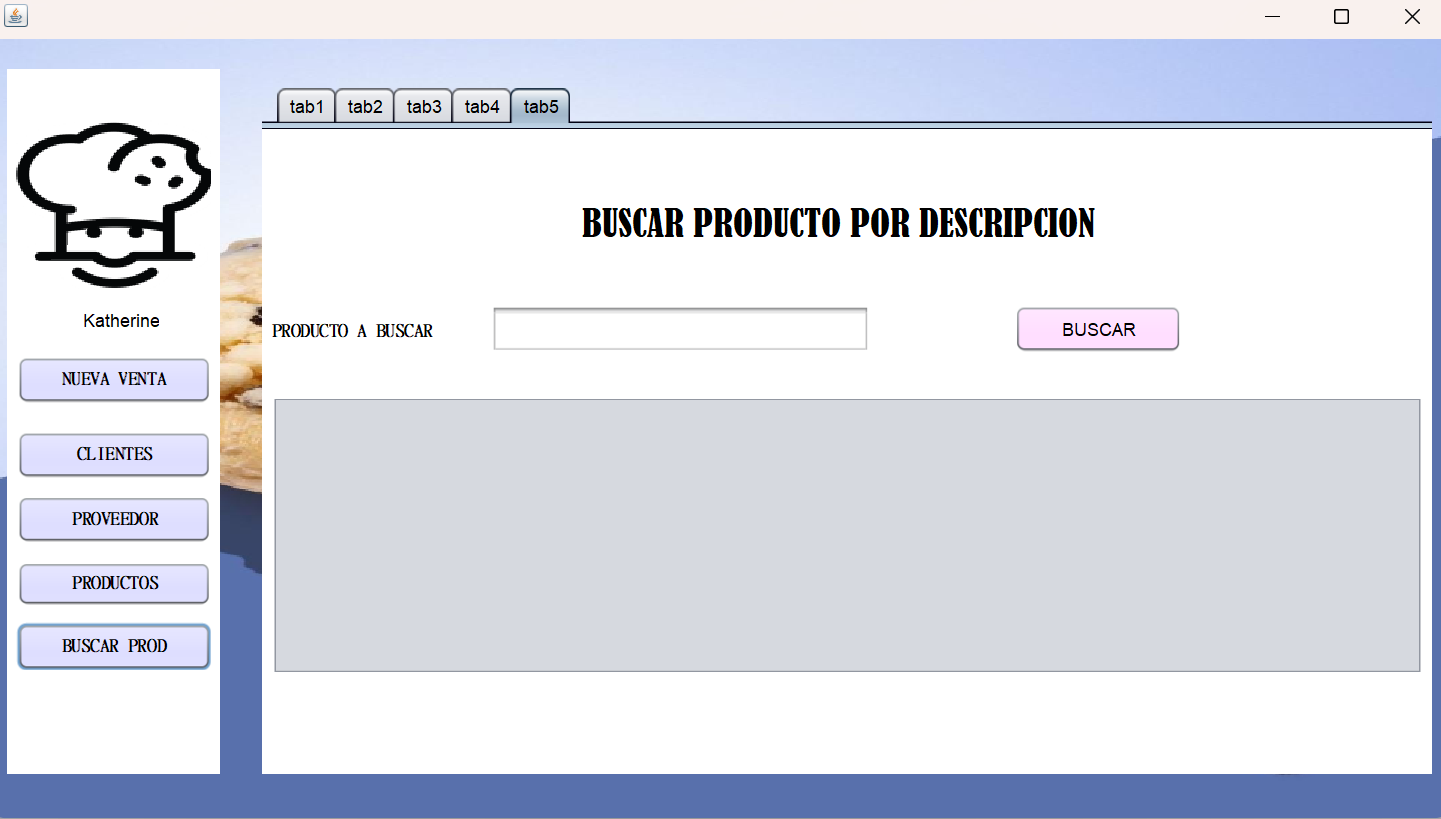 tab1 tab2 tab3 tab4 tab5
BUSCAR PRODUCTO POR DESCRIPCION
PRODUCTO A BUSCAR
BUSCAR
Katherine
NUEVA VENTA
CLIENTES
PROVEEDOR
PRODUCTOS
BUSCAR PROD